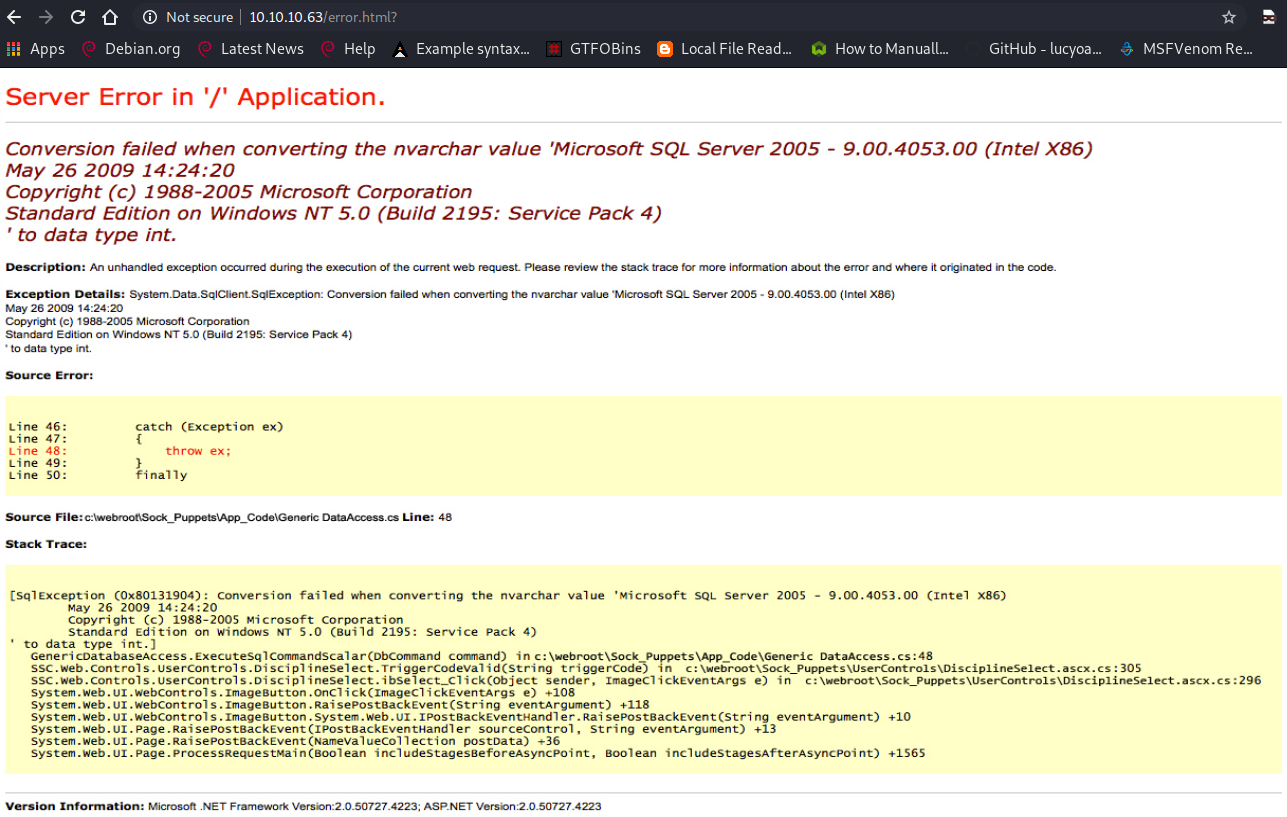 Not secure | 10.10.10.63/error.html?
Apps Debian.org Latest News Help Example syntax... GTFOBins Local File Read... How to Manuall... GitHub - lucyoa... MSFVenom Re...
Server Error in '/' Application.
Conversion failed when converting the nvarchar value 'Microsoft SQL Server 2005 - 9.00.4053.00 (Intel X86)
May 26 2009 14:24:20
Copyright (c) 1988-2005 Microsoft Corporation
Standard Edition on Windows NT 5.0 (Build 2195: Service Pack 4)
' to data type int.
Description: An unhandled exception occurred during the execution of the current web request. Please review the stack trace for more information about the error and where it originated in the code.
Exception Details: System.Data.SqlClient.SqlException: Conversion failed when converting the nvarchar value 'Microsoft SQL Server 2005 - 9.00.4053.00 (Intel X86)
May 26 2009 14:24:20
Copyright (c) 1988-2005 Microsoft Corporation
Standard Edition on Windows NT 5.0 (Build 2195: Service Pack 4)
' to data type int.
Source Error:
Line 46: catch (Exception ex)
Line 47: {
Line 48: throw ex;
Line 49: }
Line 50: finally
Source File: c:\webroot\Sock_Puppets\App_Code\Generic DataAccess.cs Line: 48
Stack Trace:
[SqlException (0x80131904): Conversion failed when converting the nvarchar value 'Microsoft SQL Server 2005 - 9.00.4053.00 (Intel X86)
May 26 2009 14:24:20
Copyright (c) 1988-2005 Microsoft Corporation
Standard Edition on Windows NT 5.0 (Build 2195: Service Pack 4)
' to data type int.]
GenericDatabaseAccess.ExecuteSqlCommandScalar(DbCommand command) in c:\webroot\Sock_Puppets\App_Code\Generic DataAccess.cs:48
SSC.Web.Controls.UserControls.DisciplineSelect.TriggerCodeValid(String triggerCode) in c:\webroot\Sock_Puppets\UserControls\DisciplineSelect.ascx.cs:305
SSC.Web.Controls.UserControls.DisciplineSelect.ibSelect_Click(Object sender, ImageClickEventArgs e) in c:\webroot\Sock_Puppets\UserControls\DisciplineSelect.ascx.cs:296
System.Web.UI.WebControls.ImageButton.OnClick(ImageClickEventArgs e) +108
System.Web.UI.WebControls.ImageButton.RaisePostBackEvent(String eventArgument) +118
System.Web.UI.WebControls.ImageButton.System.Web.UI.IPostBackEventHandler.RaisePostBackEvent(String eventArgument) +10
System.Web.UI.Page.RaisePostBackEvent(IPostBackEventHandler sourceControl, String eventArgument) +13
System.Web.UI.Page.RaisePostBackEvent(NameValueCollection postData) +36
System.Web.UI.Page.ProcessRequestMain(Boolean includeStagesBeforeAsyncPoint, Boolean includeStagesAfterAsyncPoint) +1565
Version Information: Microsoft .NET Framework Version:2.0.50727.4223; ASP.NET Version:2.0.50727.4223